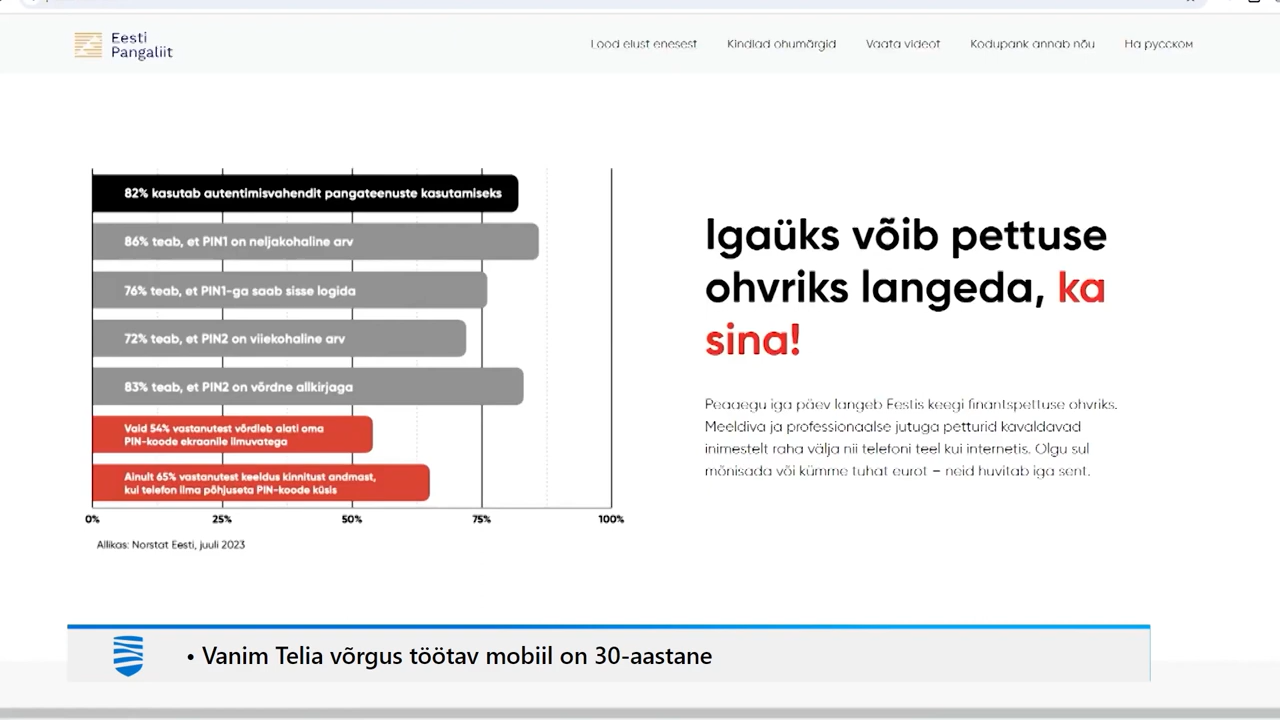 Eesti
Pangaliit
Lood elust enesest
Kindlad ohumärgid
Vaata videot
Kodupank annab nõu
На русском
82% kasutab autentimisvahendit pangateenuste kasutamiseks
86% teab, et PIN1 on neljakohaline arv
76% teab, et PIN1-ga saab sisse logida
72% teab, et PIN2 on viiekohaline arv
83% teab, et PIN2 on võrdne allkirjaga
Vaid 54% vastanutest võrdleb alati oma
PIN-koode ekraanile ilmuvatega
Ainult 65% vastanutest keeldus kinnitust andmast,
kui telefon ilma põhjuseta PIN-koode küsis
0%
25%
50%
75%
100%
Allikas: Norstat Eesti, juuli 2023
Igaüks võib pettuse
ohvriks langeda, ka
sina!
Peaaegu iga päev langeb Eestis keegi finantspettuse ohvriks.
Meeldiva ja professionaalse jutuga petturid kavaldavad
inimestelt raha välja nii telefoni teel kui internetis. Olgu sul
mõnisada või kümme tuhat eurot – neid huvitab iga sent.
• Vanim Telia võrgus töötav mobiil on 30-aastane